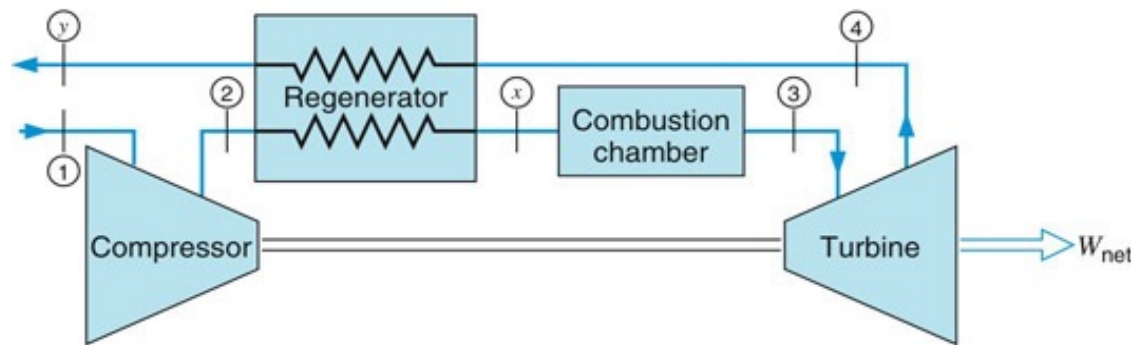 y
4
2
Regenerator
x
3
Combustion
chamber
1
Compressor
Turbine
Wnet